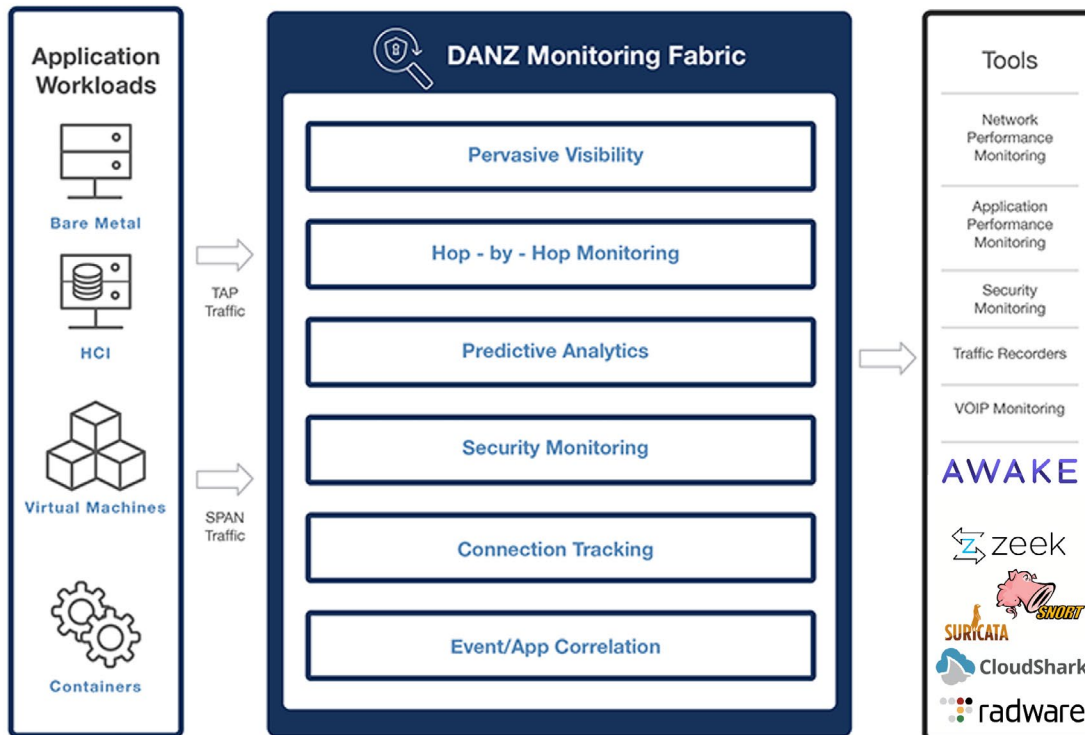 Application
Workloads
Bare Metal
HCI
Virtual Machines
Containers
TAP
Traffic
SPAN
Traffic
DANZ Monitoring Fabric
Pervasive Visibility
Hop - by - Hop Monitoring
Predictive Analytics
Security Monitoring
Connection Tracking
Event/App Correlation
Tools
Network
Performance
Monitoring
Application
Performance
Monitoring
Security
Monitoring
Traffic Recorders
VOIP Monitoring
AWAKE
z zeek
SNORT
SURICATA
CloudShark
radware